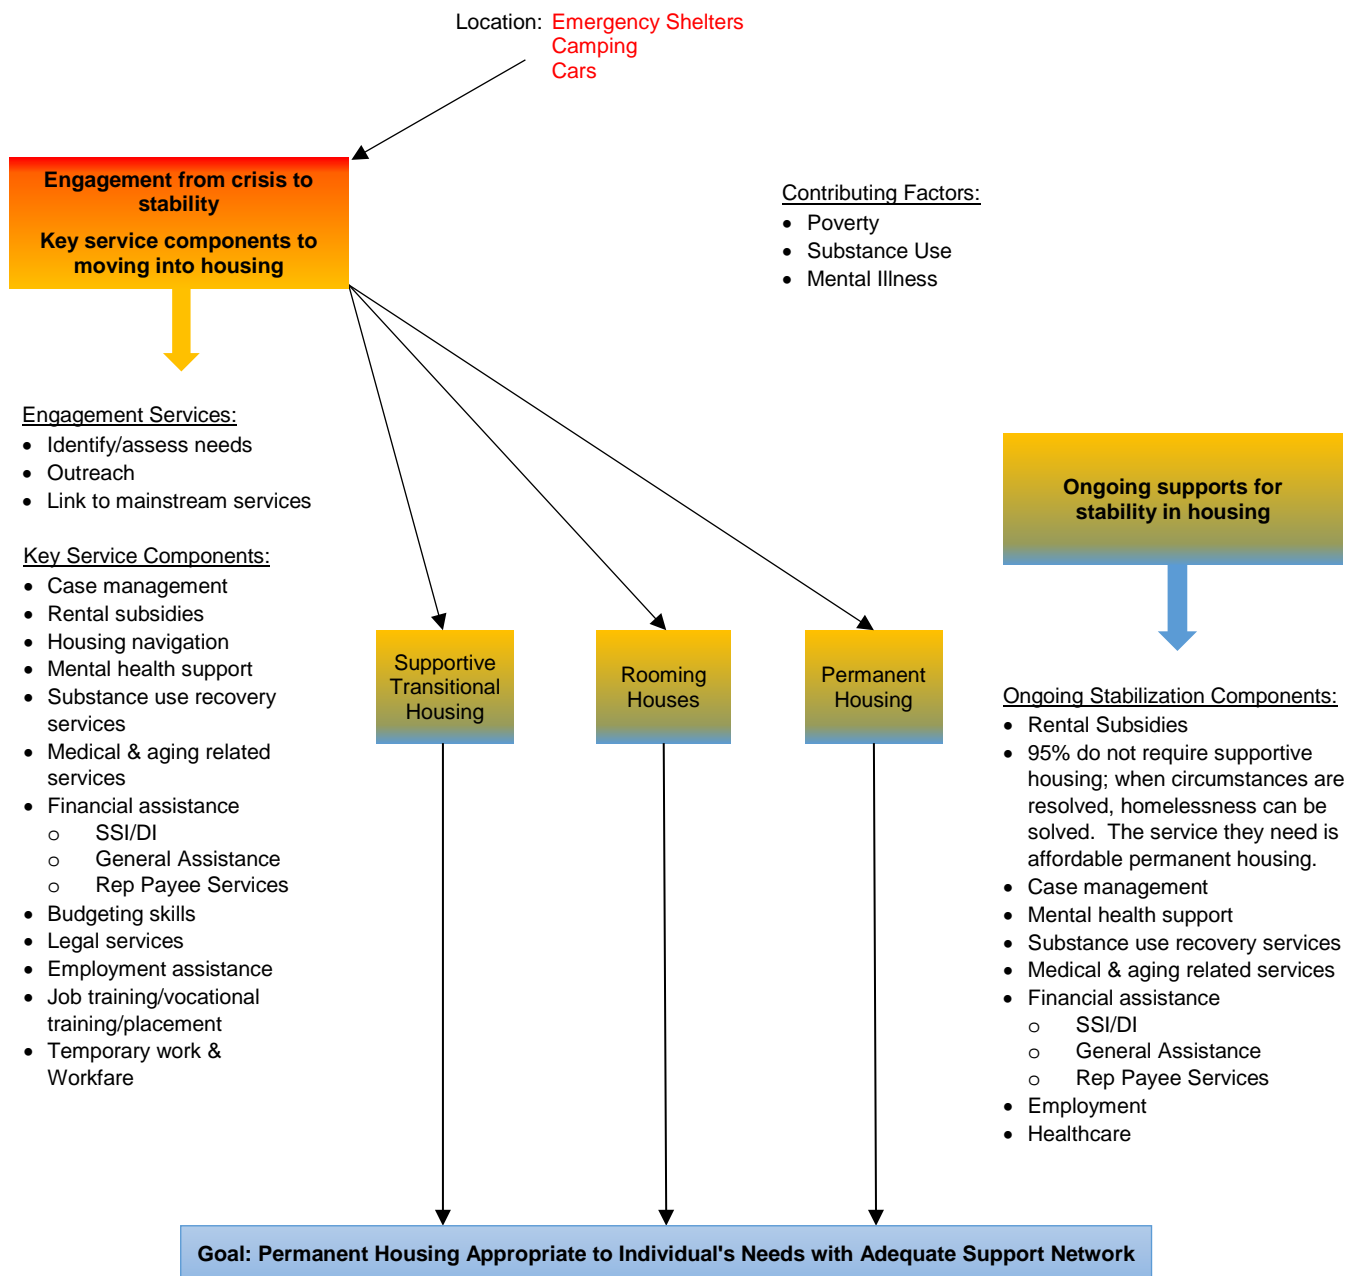 Location: Emergency Shelters
Camping
Cars
Engagement from crisis to
stability
Key service components to
moving into housing
Contributing Factors:
• Poverty
• Substance Use
• Mental Illness
Engagement Services:
• Identify/assess needs
• Outreach
• Link to mainstream services
Key Service Components:
• Case management
• Rental subsidies
• Housing navigation
• Mental health support
• Substance use recovery
services
• Medical & aging related
services
• Financial assistance
o SSI/DI
o General Assistance
o Rep Payee Services
• Budgeting skills
• Legal services
• Employment assistance
• Job training/vocational
training/placement
• Temporary work &
Workfare
Supportive
Transitional
Housing
Rooming
Houses
Permanent
Housing
Ongoing supports for
stability in housing
Ongoing Stabilization Components:
• Rental Subsidies
• 95% do not require supportive
housing; when circumstances are
resolved, homelessness can be
solved.  The service they need is
affordable permanent housing.
• Case management
• Mental health support
• Substance use recovery services
• Medical & aging related services
• Financial assistance
o SSI/DI
o General Assistance
o Rep Payee Services
• Employment
• Healthcare
Goal: Permanent Housing Appropriate to Individual's Needs with Adequate Support Network